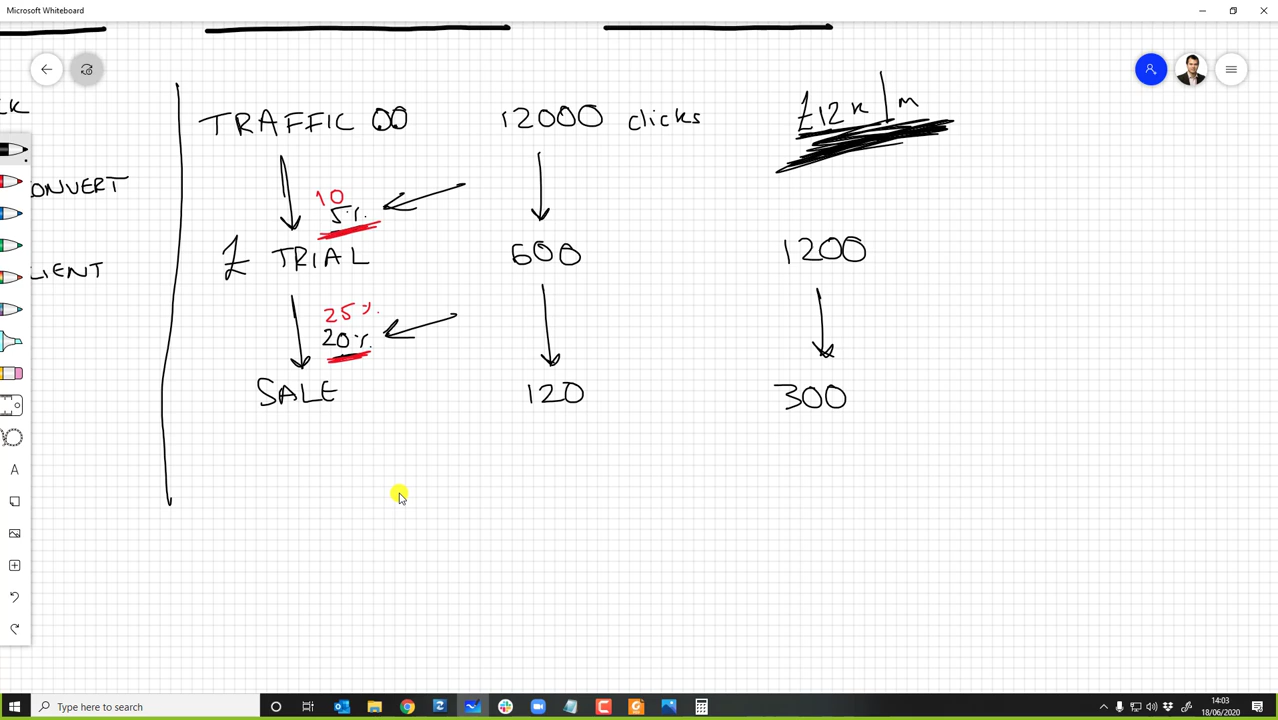 Microsoft Whiteboard
TRAFFIC 00 12000 clicks £12k/m
ONVERT
10
5%
£ TRIAL 600 1200
LIENT
25%
20%
SALE 120 300
A
Type here to search
14:03
18/06/2020